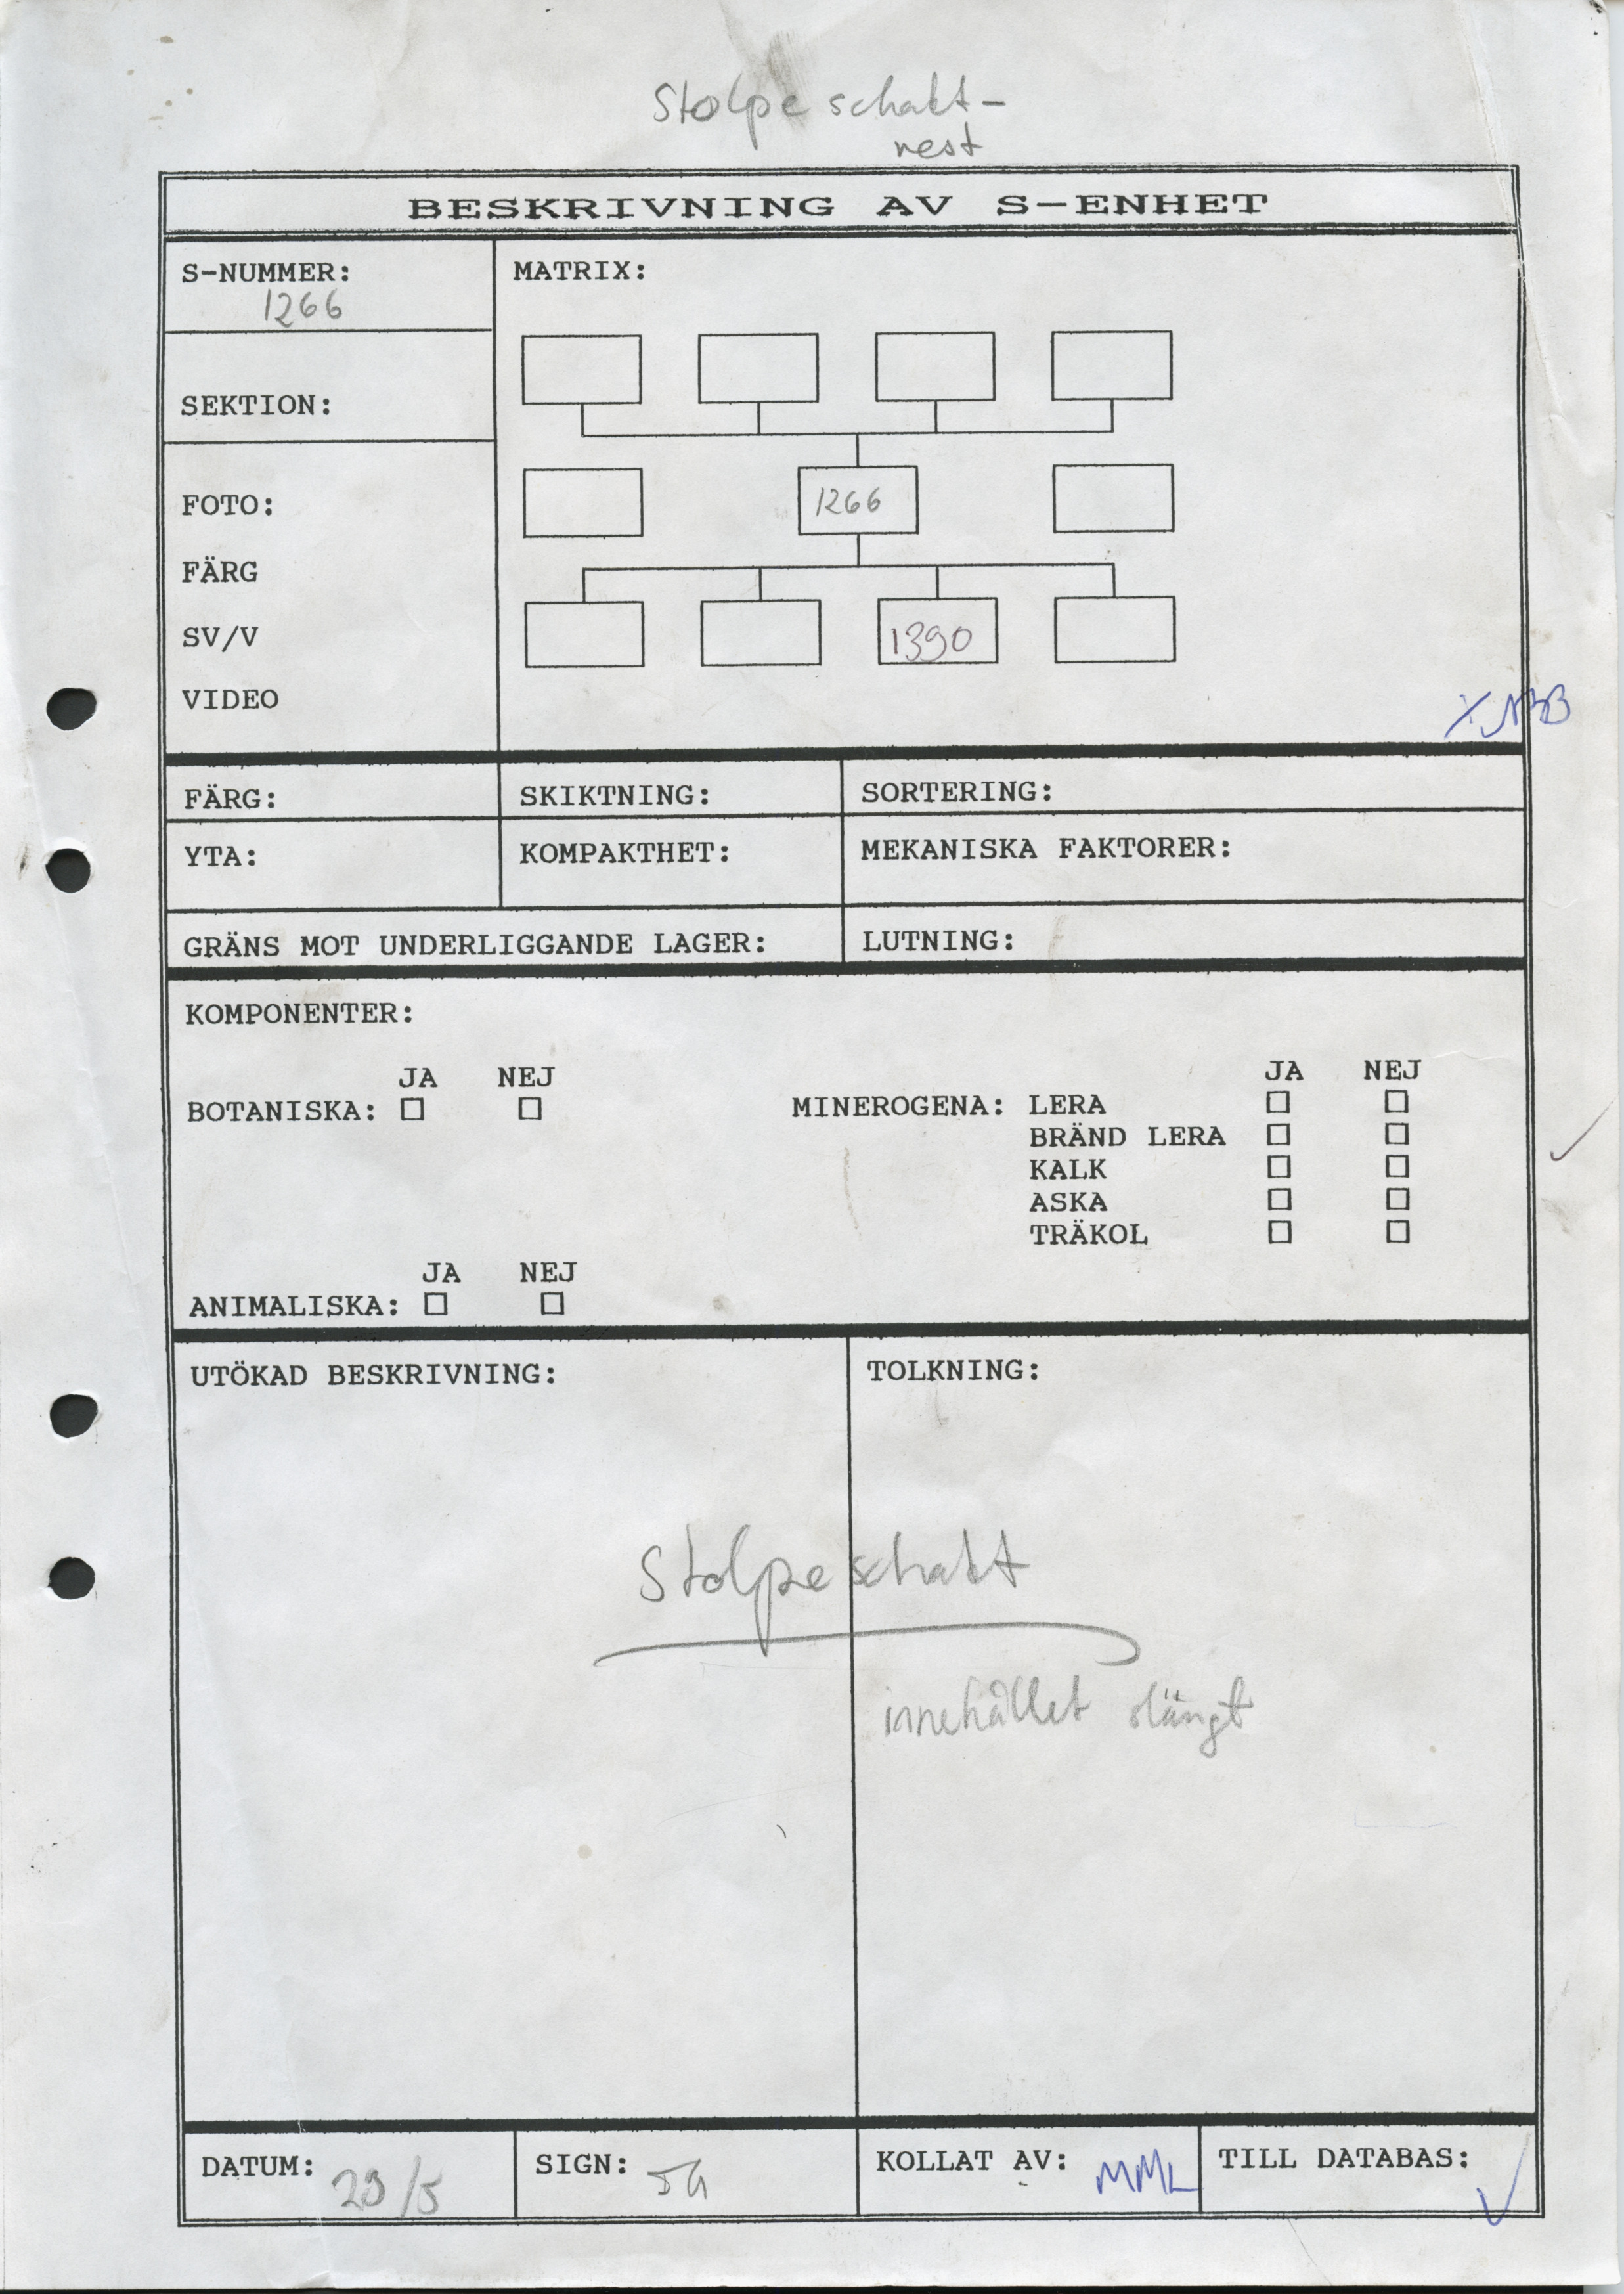 Stolpe schakt-
rest
BESKRIVNING AV S-ENHET
S-NUMMER:
1266
MATRIX:
SEKTION:
FOTO:
1266
FÄRG
SV/V
1390
VIDEO
FÄRG:
SKIKTNING:
SORTERING:
YTA:
KOMPAKTHET:
MEKANISKA FAKTORER:
GRÄNS MOT UNDERLIGGANDE LAGER:
LUTNING:
KOMPONENTER:
JA NEJ
BOTANISKA:
JA NEJ
MINEROGENA: LERA
BRÄND LERA
KALK
ASKA
TRÄKOL
JA NEJ
ANIMALISKA:
UTÖKAD BESKRIVNING:
TOLKNING:
Stolpeschakt
innehållet slängt
DATUM: 29/5
SIGN:
KOLLAT AV: MML
TILL DATABAS: